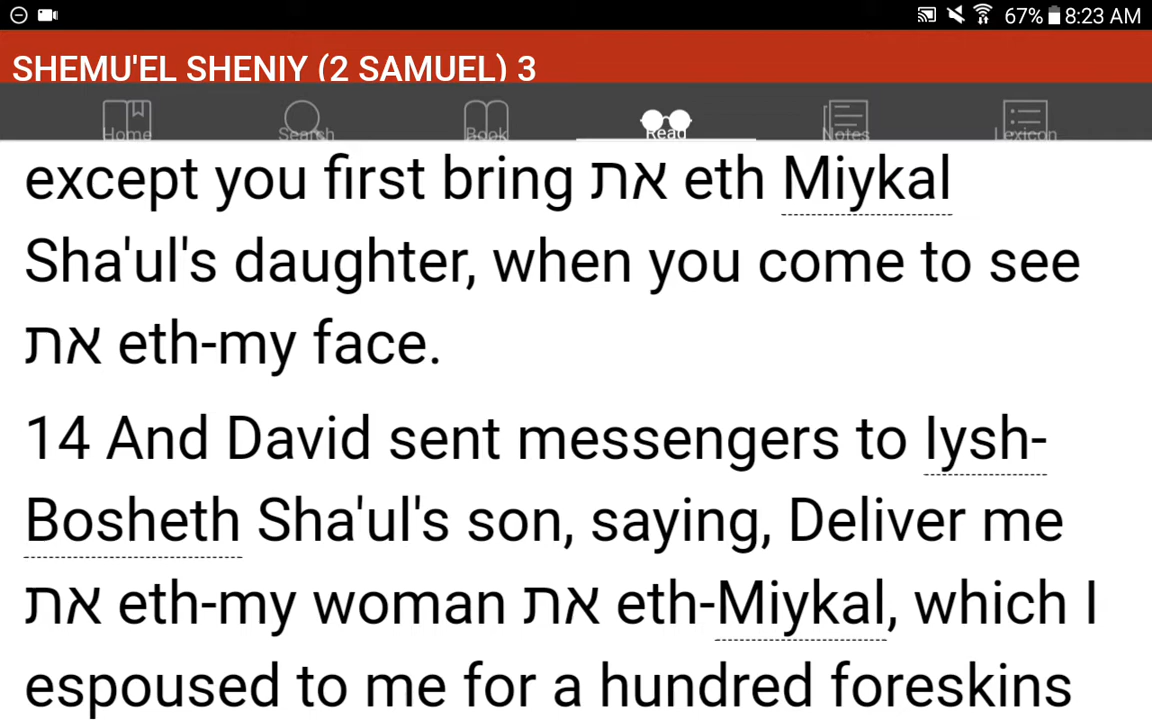 67% 8:23 AM
SHEMU'EL SHENIY (2 SAMUEL) 3
Home Search Book Read Notes Lexicon
except you first bring את eth Miykal
Sha'ul's daughter, when you come to see
את eth-my face.
14 And David sent messengers to Iysh-
Bosheth Sha'ul's son, saying, Deliver me
את eth-my woman את eth-Miykal, which I
espoused to me for a hundred foreskins